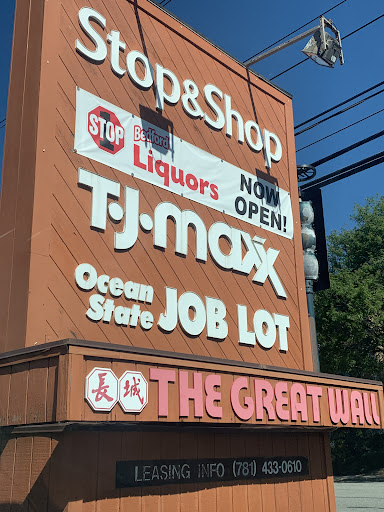 Stop&Shop
STOP 1 Bedford
Liquors
NOW
OPEN!
T·J·maxx
Ocean
State JOB LOT
長城 THE GREAT WALL
LEASING INFO (781) 433-0610